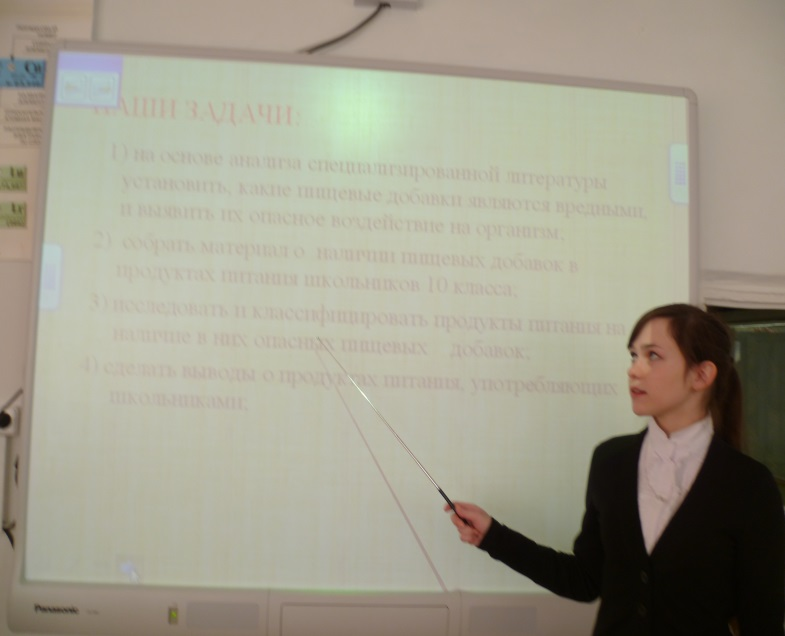 НАШИ ЗАДАЧИ:
1) на основе анализа специализированной литературы
установить, какие пищевые добавки являются вредными,
и выявить их опасное воздействие на организм;
2) собрать материал о наличии пищевых добавок в
продуктах питания школьников 10 класса;
3) исследовать и классифицировать продукты питания на
наличие в них опасных пищевых добавок;
4) сделать выводы о продуктах питания, употребляющих
школьниками;
Panasonic